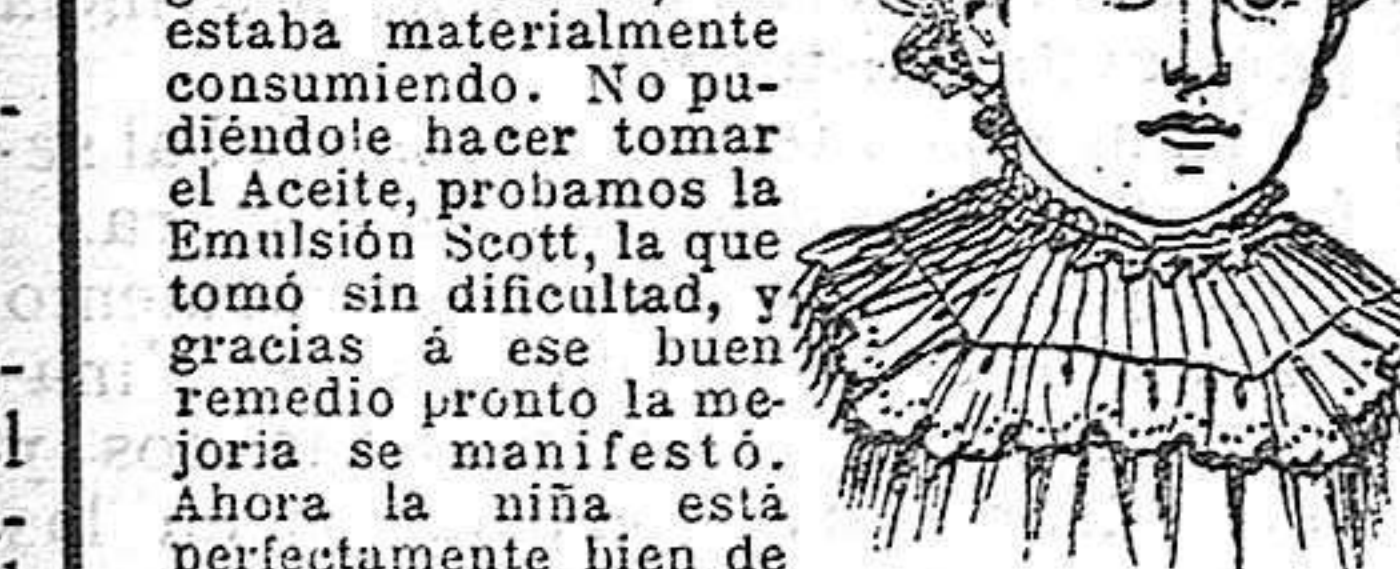 estaba materialmente
consumiendo. No pu-
diéndole hacer tomar
el Aceite, probamos la
Emulsión Scott, la que
tomó sin dificultad, y
gracias á ese buen
remedio pronto la me-
joria se manifestó.
Ahora la niña está
perfectamente bien de